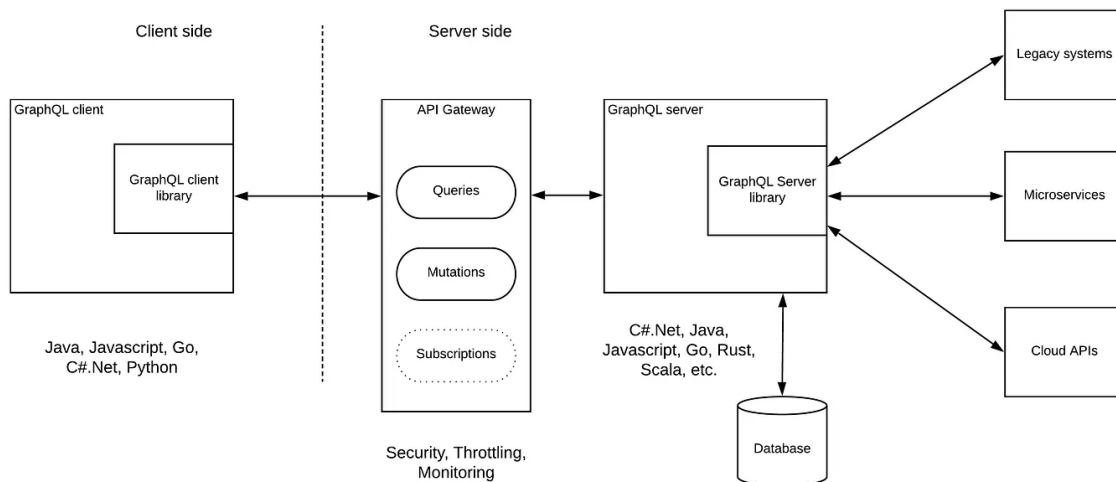 Client side
Server side
GraphQL client
GraphQL client
library
Java, Javascript, Go,
C#.Net, Python
API Gateway
Queries
Mutations
Subscriptions
Security, Throttling,
Monitoring
GraphQL server
GraphQL Server
library
C#.Net, Java,
Javascript, Go, Rust,
Scala, etc.
Database
Legacy systems
Microservices
Cloud APIs